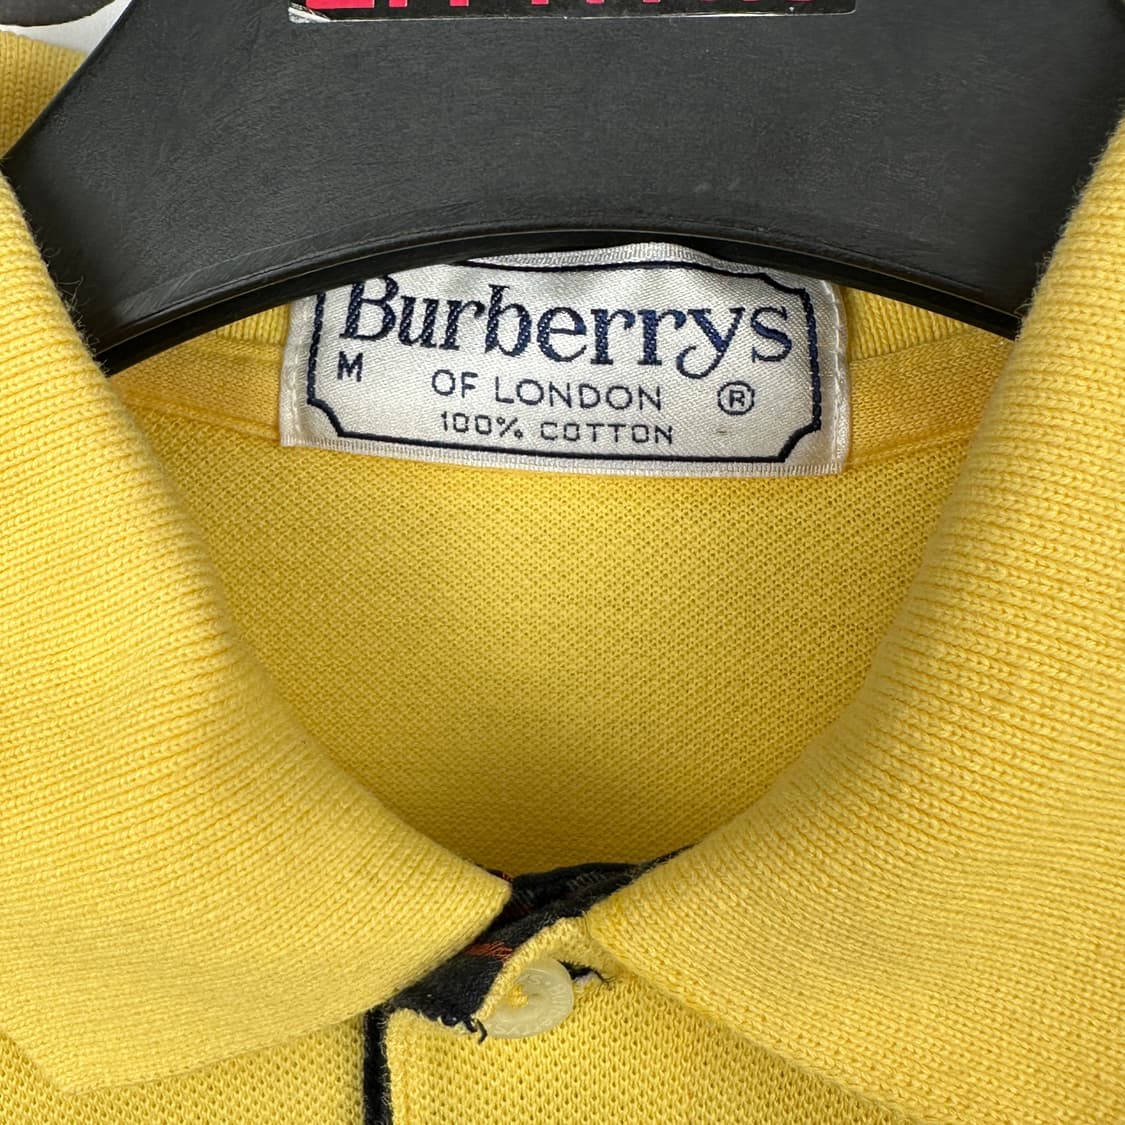 Burberrys
M
OF LONDON ®
100% COTTON